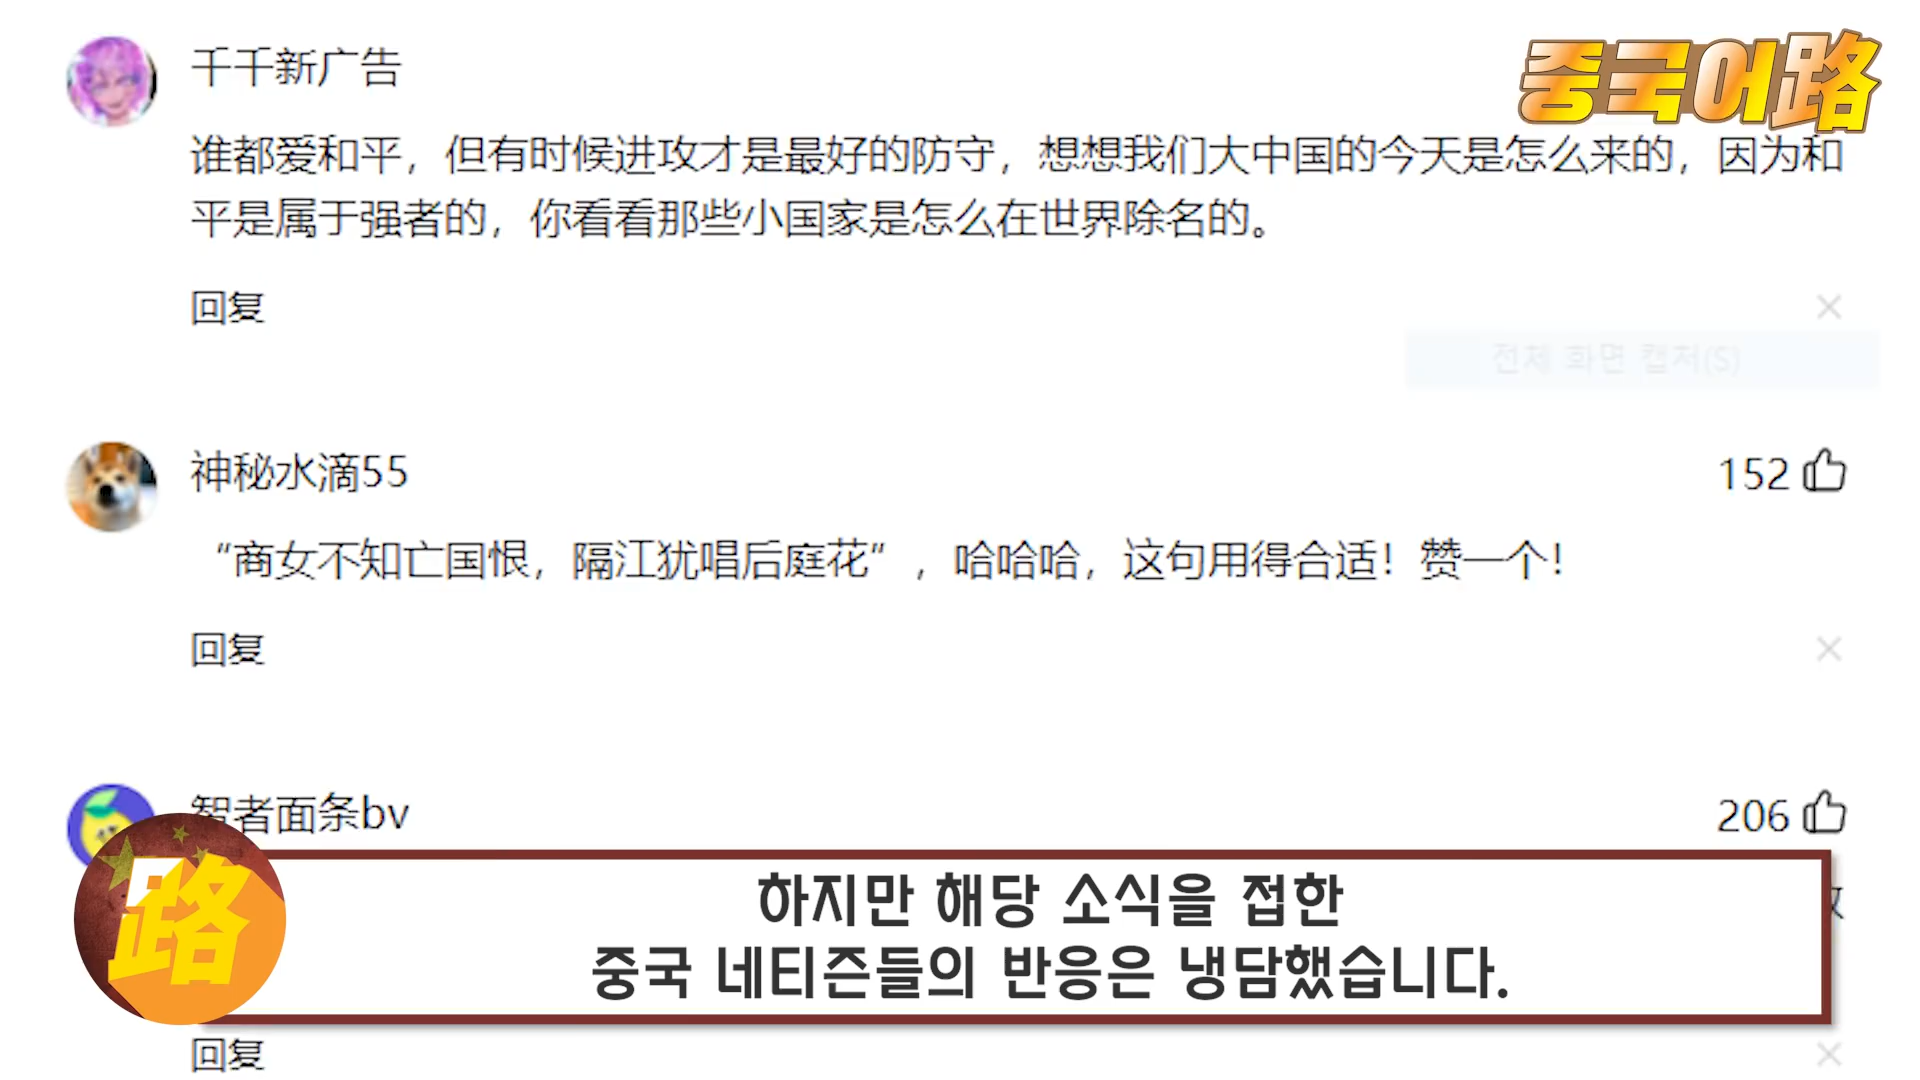 중국어路
千千新广告
谁都爱和平，但有时候进攻才是最好的防守，想想我们大中国的今天是怎么来的，因为和
平是属于强者的，你看看那些小国家是怎么在世界除名的。
回复
전체 화면 캡처(S)
神秘水滴55
152
“商女不知亡国恨，隔江犹唱后庭花”，哈哈哈，这句用得合适！赞一个！
回复
智者面条bv
206
路
하지만 해당 소식을 접한
중국 네티즌들의 반응은 냉담했습니다.
回复